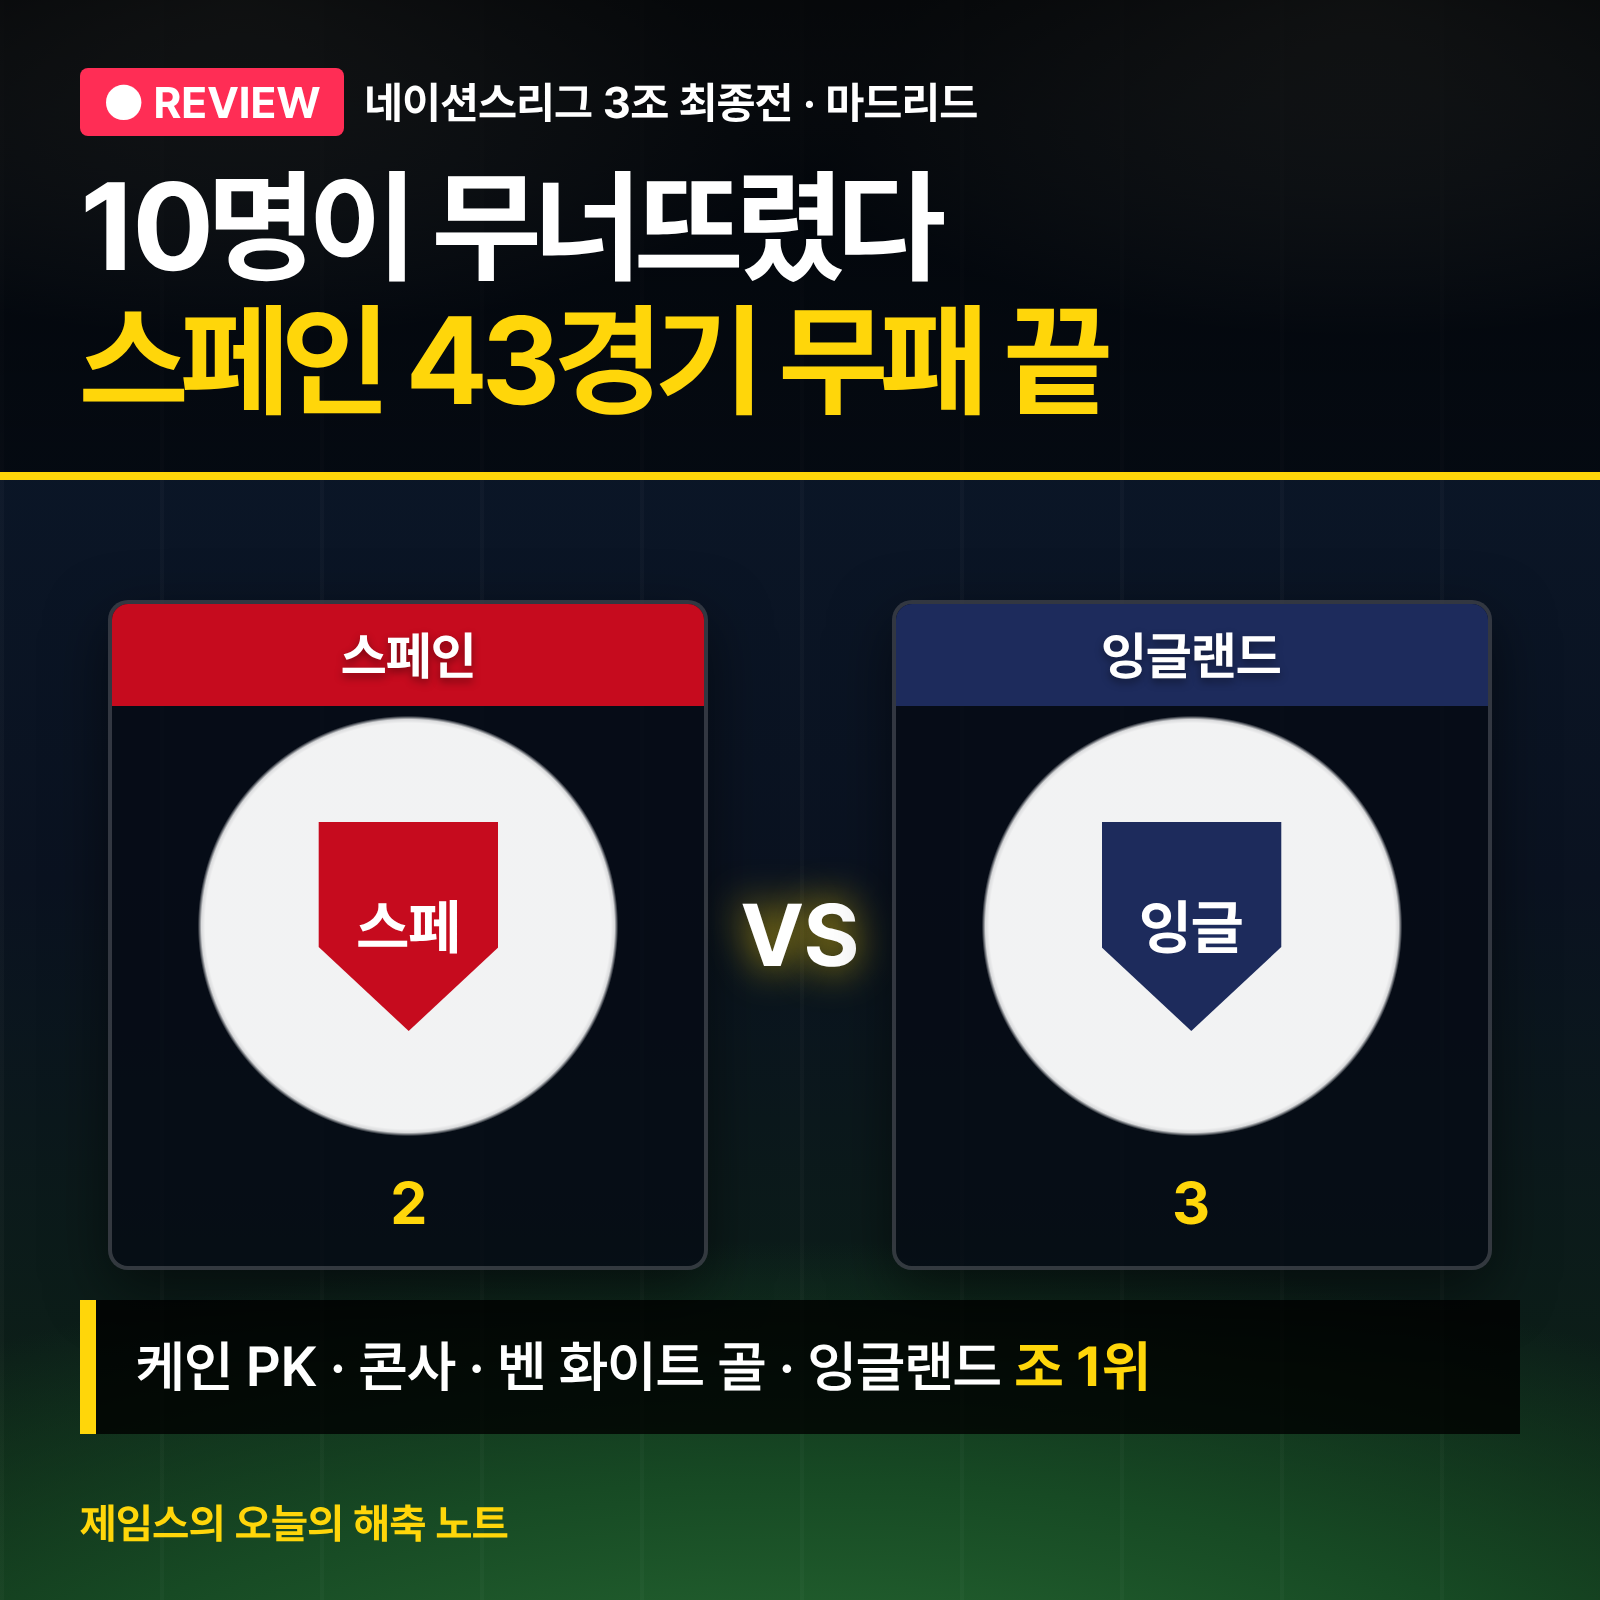 REVIEW 네이션스리그 3조 최종전 · 마드리드
10명이 무너뜨렸다
스페인 43경기 무패 끝
스페인
잉글랜드
스페
VS
잉글
2
3
케인 PK · 콘사 · 벤 화이트 골 · 잉글랜드 조 1위
제임스의 오늘의 해축 노트